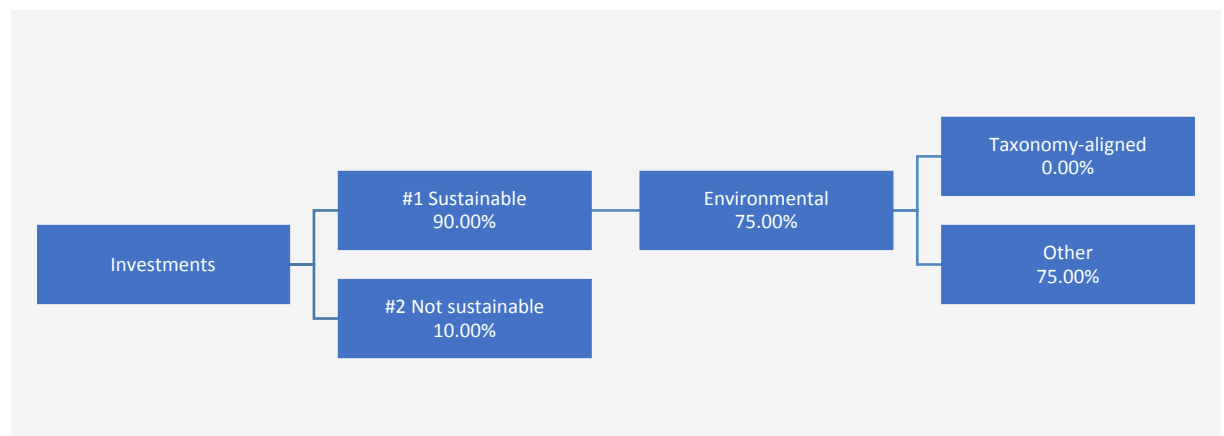 Investments
#1 Sustainable
90.00%
#2 Not sustainable
10.00%
Environmental
75.00%
Taxonomy-aligned
0.00%
Other
75.00%